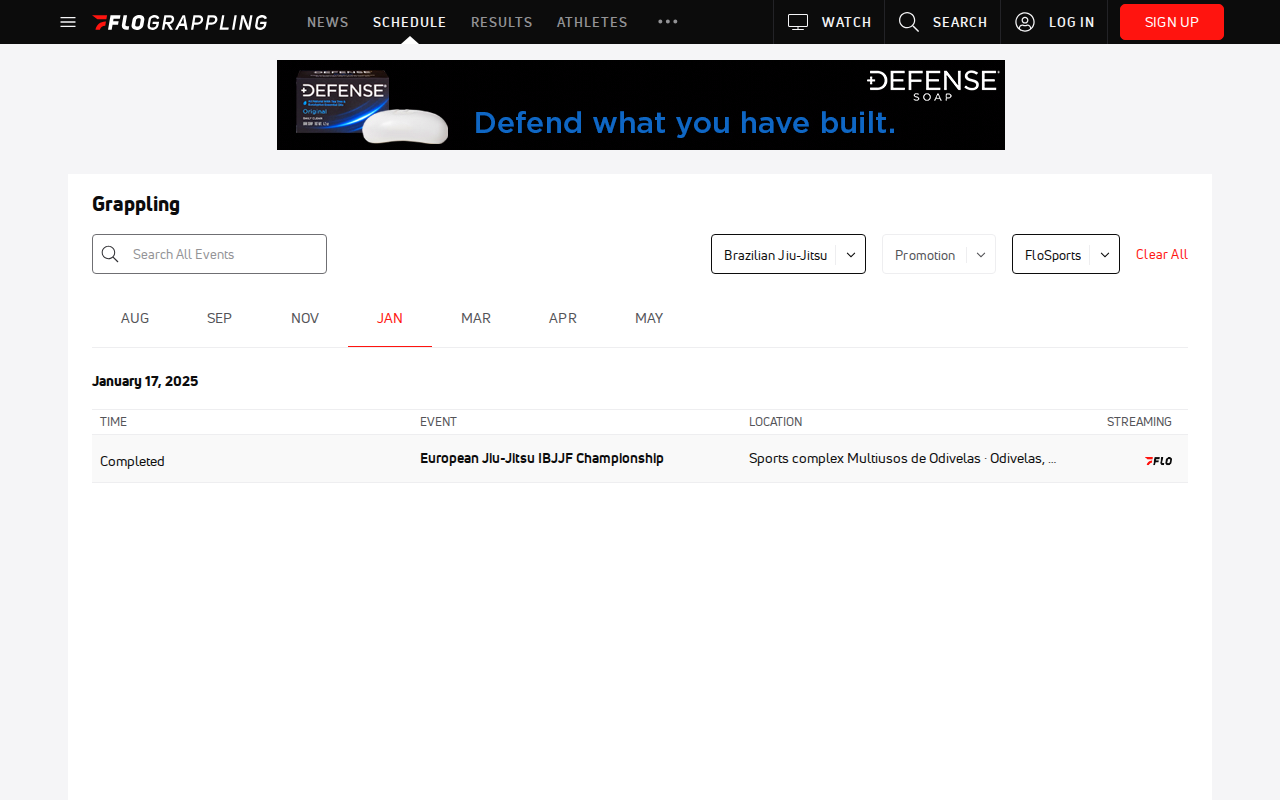 FLOGRAPPLING NEWS SCHEDULE RESULTS ATHLETES WATCH SEARCH LOG IN SIGN UP
DEFENSE
Original
DEFENSE
SOAP
Defend what you have built.
Grappling
Search All Events Brazilian Jiu-Jitsu Promotion FloSports Clear All
AUG SEP NOV JAN MAR APR MAY
January 17, 2025
TIME EVENT LOCATION STREAMING
Completed European Jiu-Jitsu IBJJF Championship Sports complex Multiusos de Odivelas · Odivelas, ... FLO